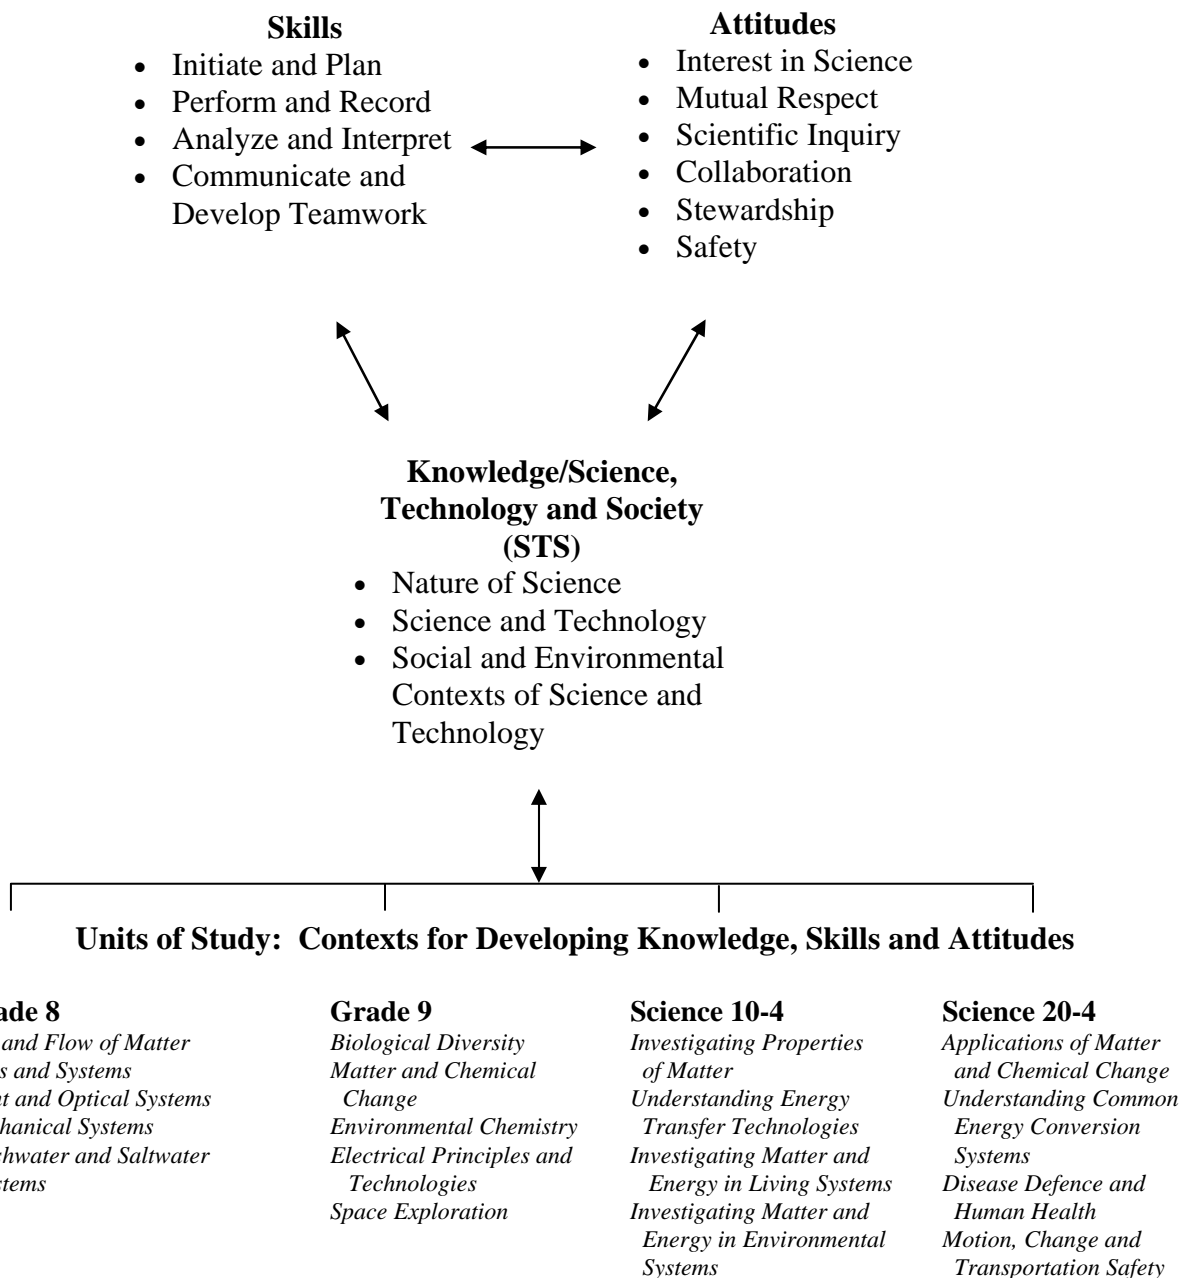 Skills
• Initiate and Plan
• Perform and Record
• Analyze and Interpret
• Communicate and
Develop Teamwork
Attitudes
• Interest in Science
• Mutual Respect
• Scientific Inquiry
• Collaboration
• Stewardship
• Safety
Knowledge/Science,
Technology and Society
(STS)
• Nature of Science
• Science and Technology
• Social and Environmental
Contexts of Science and
Technology
Units of Study: Contexts for Developing Knowledge, Skills and Attitudes
8
and Flow of Matter
and Systems
and Optical Systems
Systems
and Saltwater
Grade 9
Biological Diversity
Matter and Chemical
Change
Environmental Chemistry
Electrical Principles and
Technologies
Space Exploration
Science 10-4
Investigating Properties
of Matter
Understanding Energy
Transfer Technologies
Investigating Matter and
Energy in Living Systems
Investigating Matter and
Energy in Environmental
Systems
Science 20-4
Applications of Matter
and Chemical Change
Understanding Common
Energy Conversion
Systems
Disease Defence and
Human Health
Motion, Change and
Transportation Safety